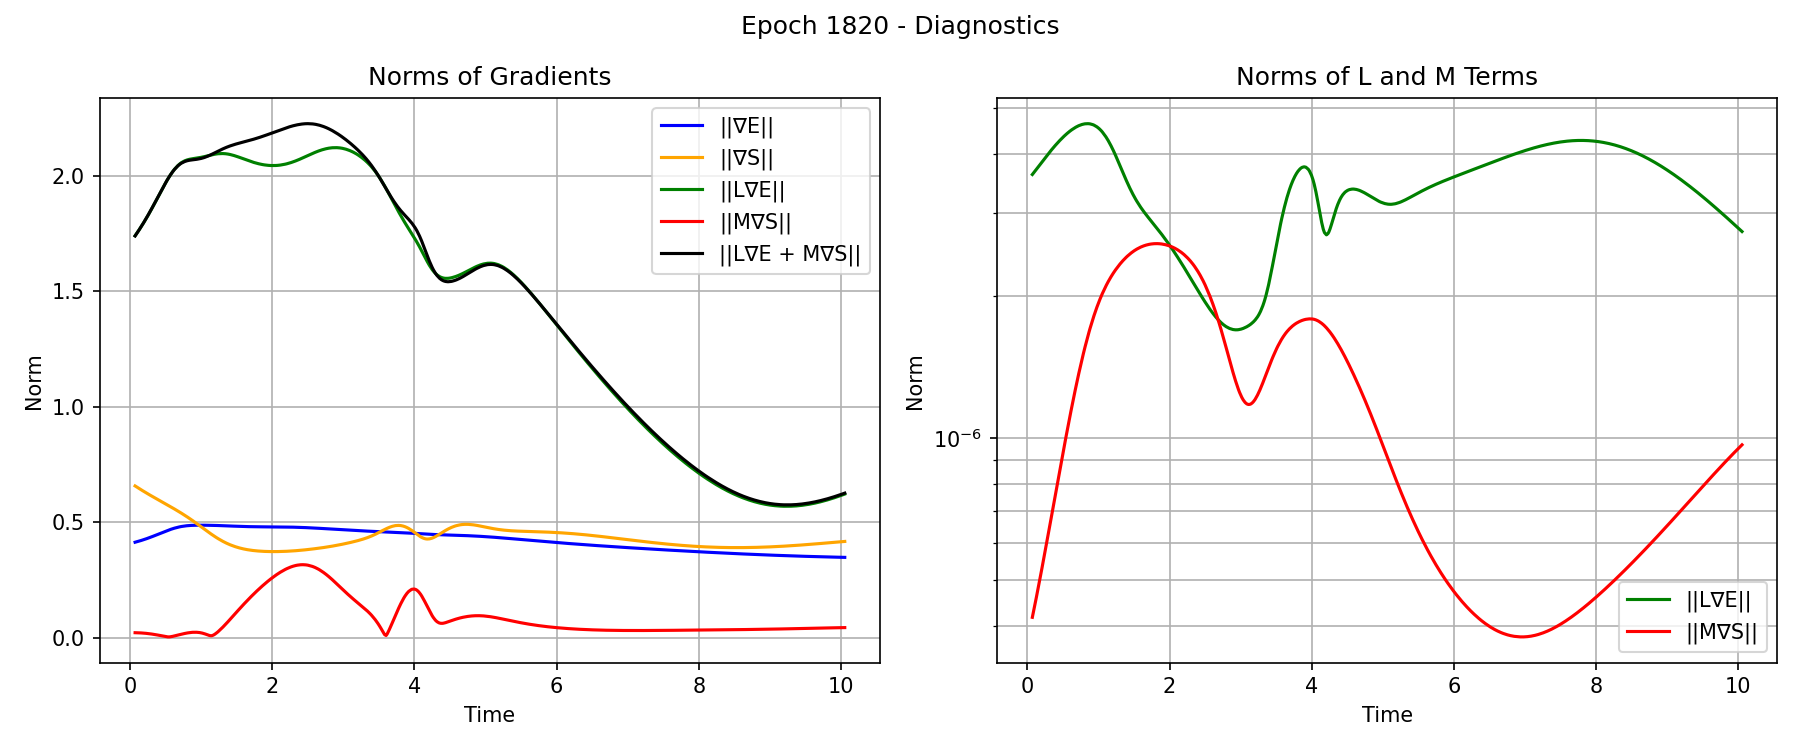 Epoch 1820 - Diagnostics
Norms of Gradients
Norm
2.0
1.5
1.0
0.5
0.0
0
2
4
6
8
10
Time
||∇E||
||∇S||
||L∇E||
||M∇S||
||L∇E + M∇S||
Norms of L and M Terms
Norm
10⁻⁶
0
2
4
6
8
10
Time
||L∇E||
||M∇S||